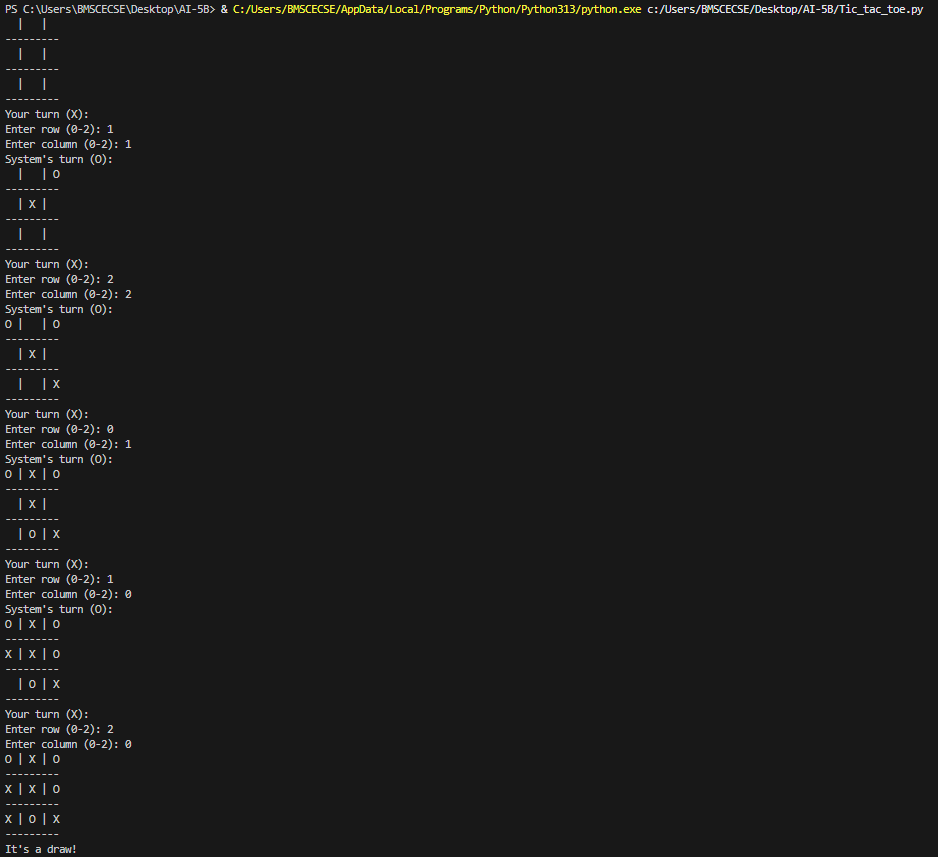 PS C:\Users\BMSCECSE\Desktop\AI-5B> & C:/Users/BMSCECSE/AppData/Local/Programs/Python/Python313/python.exe c:/Users/BMSCECSE/Desktop/AI-5B/Tic_tac_toe.py
  |   |
---------
  |   |
---------
  |   |
---------
Your turn (X):
Enter row (0-2): 1
Enter column (0-2): 1
System's turn (O):
  |   | O
---------
  | X |
---------
  |   |
---------
Your turn (X):
Enter row (0-2): 2
Enter column (0-2): 2
System's turn (O):
O |   | O
---------
  | X |
---------
  |   | X
---------
Your turn (X):
Enter row (0-2): 0
Enter column (0-2): 1
System's turn (O):
O | X | O
---------
  | X |
---------
  | O | X
---------
Your turn (X):
Enter row (0-2): 1
Enter column (0-2): 0
System's turn (O):
O | X | O
---------
X | X | O
---------
  | O | X
---------
Your turn (X):
Enter row (0-2): 2
Enter column (0-2): 0
O | X | O
---------
X | X | O
---------
X | O | X
---------
It's a draw!